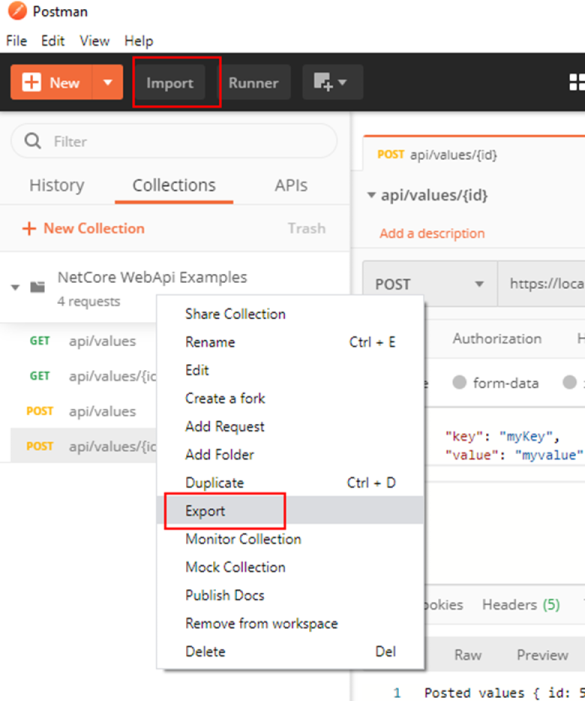 Postman
File Edit View Help
New Import Runner
Filter
History Collections APIs
New Collection Trash
NetCore WebApi Examples
4 requests
GET api/values
GET api/values/{ic
POST api/values
POST api/values/{ic
Share Collection
Rename Ctrl + E
Edit
Create a fork
Add Request
Add Folder
Duplicate Ctrl + D
Export
Monitor Collection
Mock Collection
Publish Docs
Remove from workspace
Delete Del
POST api/values/{id}
api/values/{id}
Add a description
POST https://loca
Authorization H
form-data
"key": "myKey",
"value": "myvalue"
ookies Headers (5)
Raw Preview
1 Posted values { id: 5